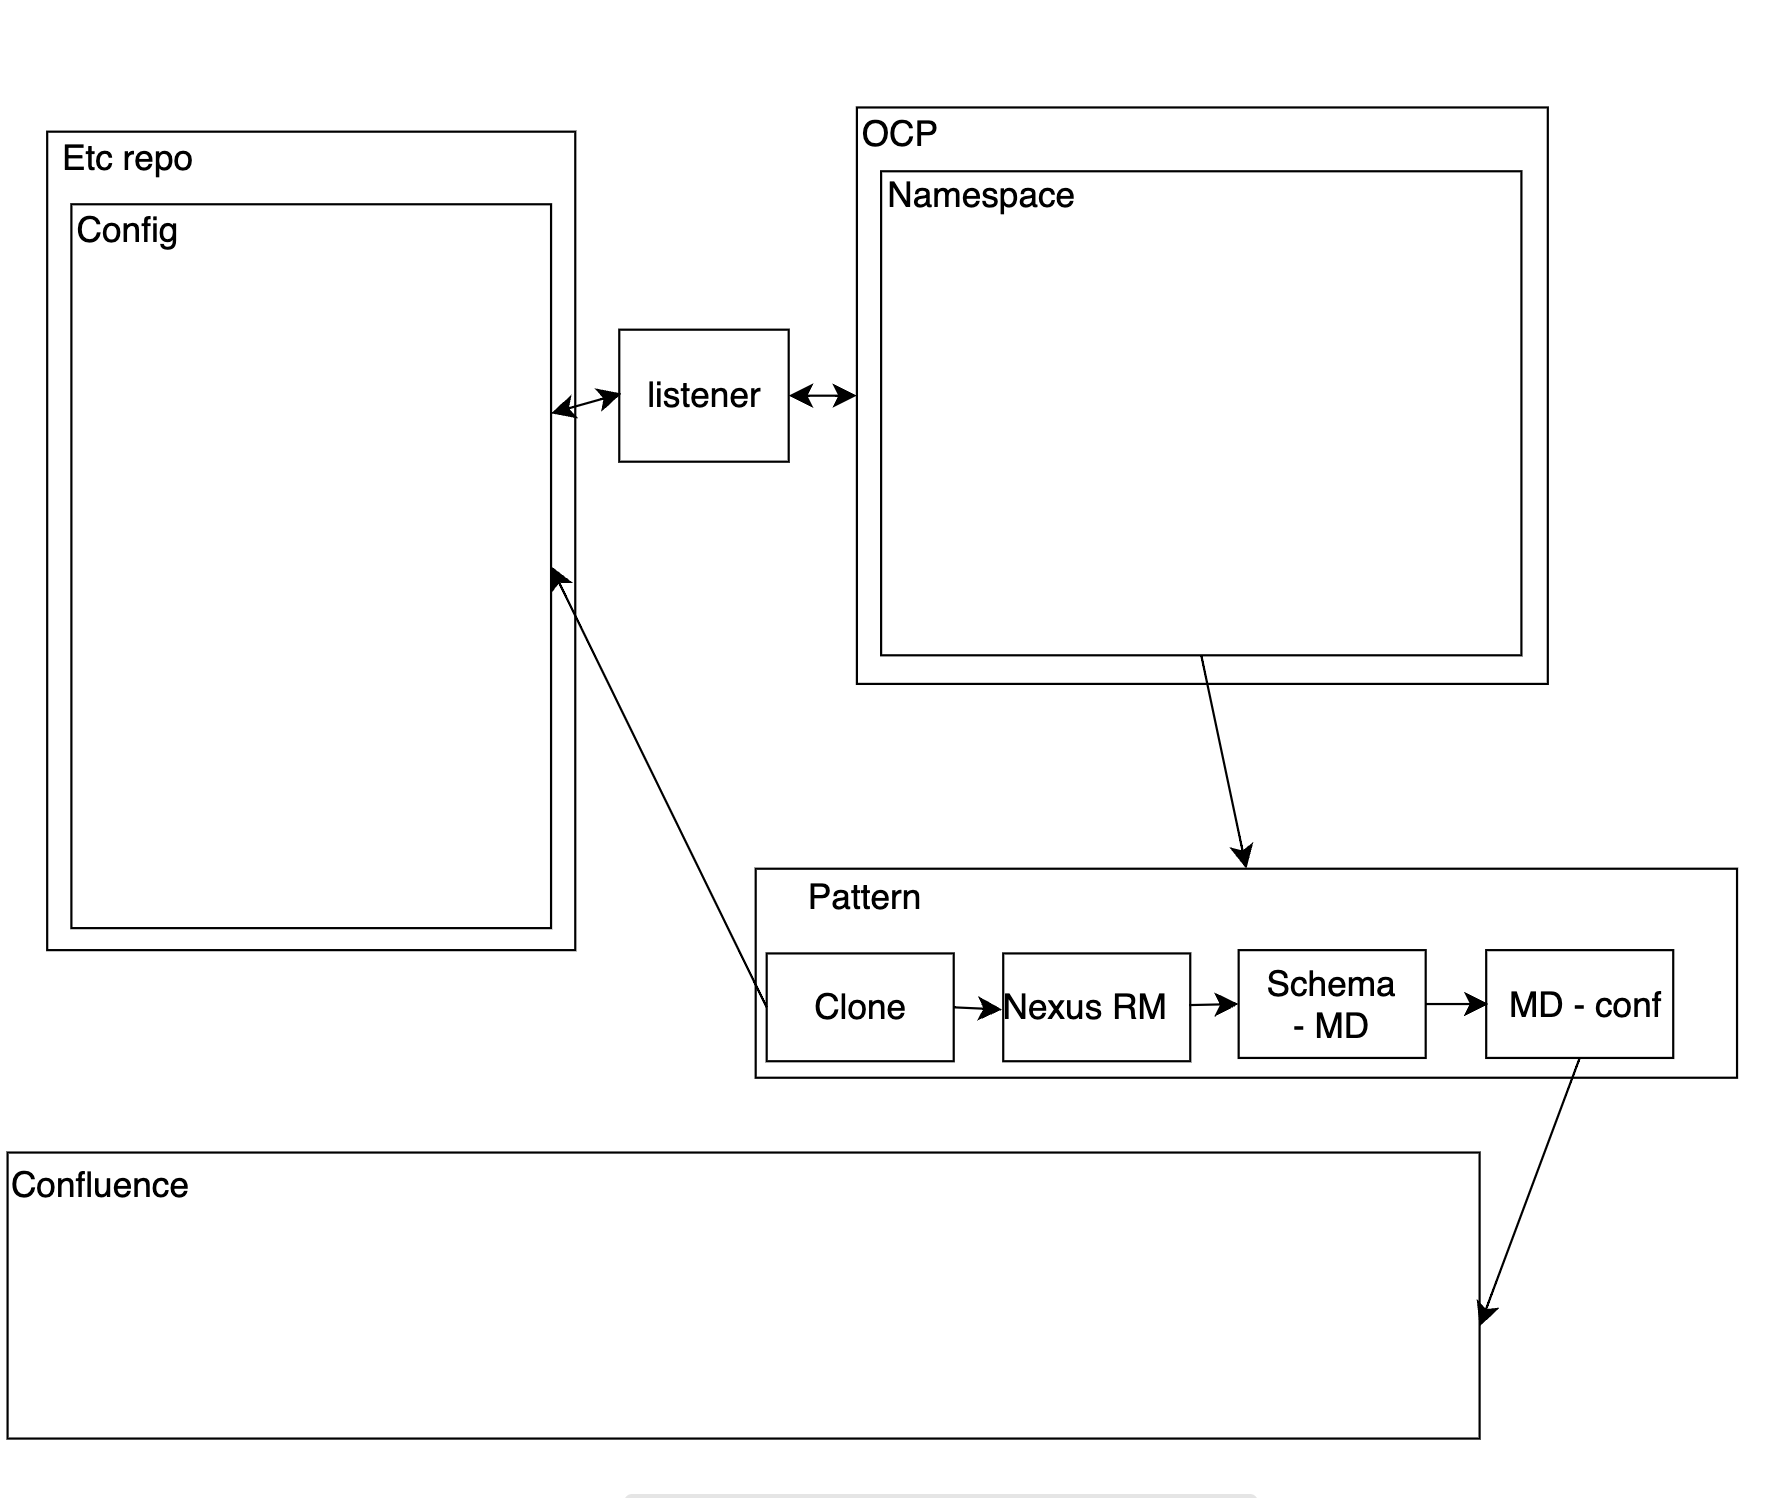 OCP
Etc repo
Namespace
Config
listener
Pattern
Clone
Nexus RM
Schema
- MD
MD - conf
Confluence